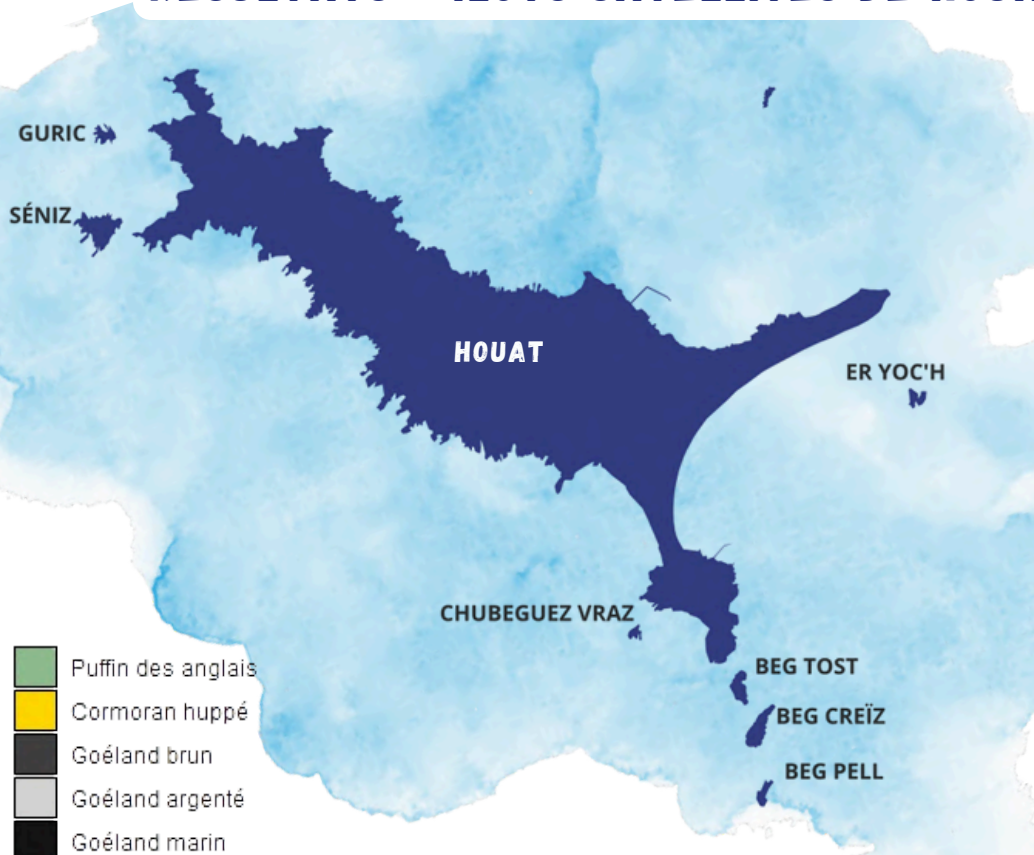 GURIC
SÉNIZ
HOUAT
ER YOC'H
CHUBEGUEZ VRAZ
BEG TOST
BEG CREÏZ
BEG PELL
Puffin des anglais
Cormoran huppé
Goéland brun
Goéland argenté
Goéland marin